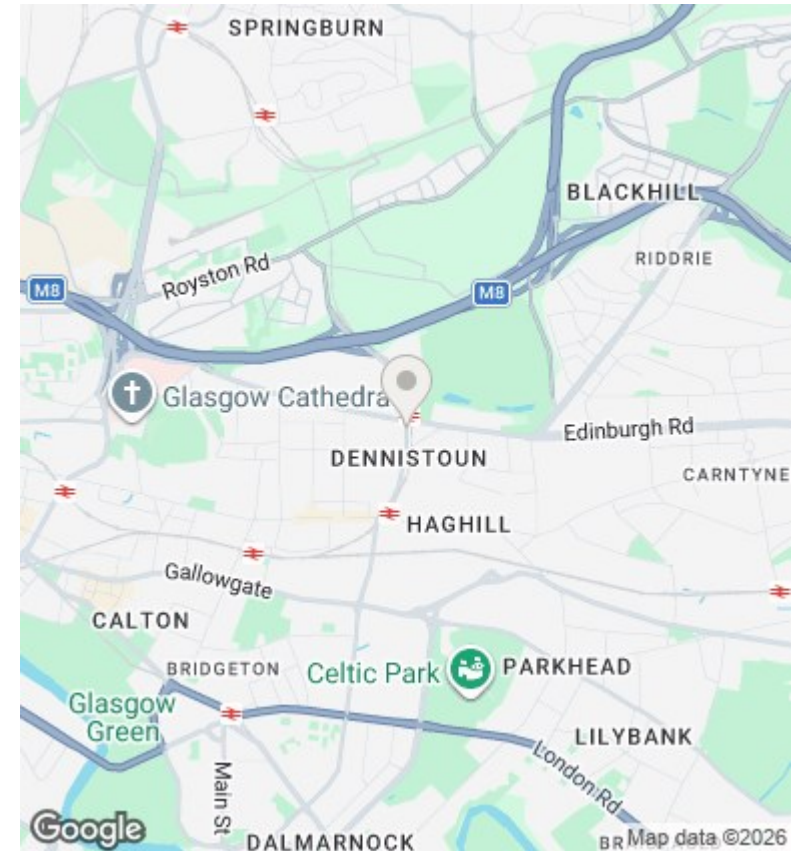 SPRINGBURN
BLACKHILL
RIDDRIE
Royston Rd
M8
M8
Glasgow Cathedra
Edinburgh Rd
DENNISTOUN
CARNTYNE
HAGHILL
Gallowgate
CALTON
BRIDGETON
Celtic Park
PARKHEAD
Glasgow
Green
LILYBANK
London Rd
Main St
Google
DALMARNOCK
Map data ©2026